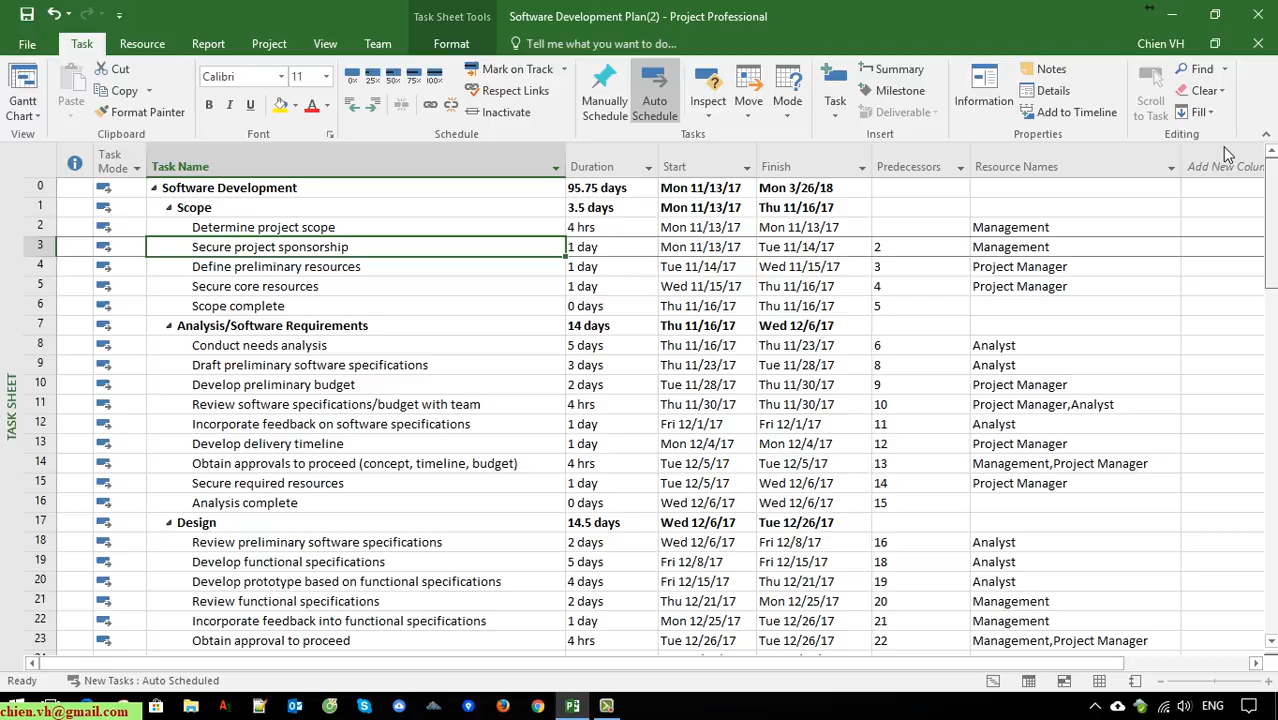 Task Sheet Tools
Software Development Plan(2) - Project Professional
File Task Resource Report Project View Team Format Tell me what you want to do... Chien VH
Gantt Chart
View
Paste
Cut
Copy
Format Painter
Clipboard
Calibri 11
B I U A
Font
0% 25% 50% 75% 100%
Mark on Track
Respect Links
Inactivate
Schedule
Manually Schedule
Auto Schedule
Inspect
Move
Mode
Tasks
Task
Summary
Milestone
Deliverable
Insert
Information
Notes
Details
Add to Timeline
Properties
Scroll to Task
Find
Clear
Fill
Editing
Task Mode Task Name Duration Start Finish Predecessors Resource Names Add New Colum
0 Software Development 95.75 days Mon 11/13/17 Mon 3/26/18
1 Scope 3.5 days Mon 11/13/17 Thu 11/16/17
2 Determine project scope 4 hrs Mon 11/13/17 Mon 11/13/17 Management
3 Secure project sponsorship 1 day Mon 11/13/17 Tue 11/14/17 2 Management
4 Define preliminary resources 1 day Tue 11/14/17 Wed 11/15/17 3 Project Manager
5 Secure core resources 1 day Wed 11/15/17 Thu 11/16/17 4 Project Manager
6 Scope complete 0 days Thu 11/16/17 Thu 11/16/17 5
7 Analysis/Software Requirements 14 days Thu 11/16/17 Wed 12/6/17
8 Conduct needs analysis 5 days Thu 11/16/17 Thu 11/23/17 6 Analyst
9 Draft preliminary software specifications 3 days Thu 11/23/17 Tue 11/28/17 8 Analyst
10 Develop preliminary budget 2 days Tue 11/28/17 Thu 11/30/17 9 Project Manager
11 Review software specifications/budget with team 4 hrs Thu 11/30/17 Thu 11/30/17 10 Project Manager,Analyst
12 Incorporate feedback on software specifications 1 day Fri 12/1/17 Fri 12/1/17 11 Analyst
13 Develop delivery timeline 1 day Mon 12/4/17 Mon 12/4/17 12 Project Manager
14 Obtain approvals to proceed (concept, timeline, budget) 4 hrs Tue 12/5/17 Tue 12/5/17 13 Management,Project Manager
15 Secure required resources 1 day Tue 12/5/17 Wed 12/6/17 14 Project Manager
16 Analysis complete 0 days Wed 12/6/17 Wed 12/6/17 15
17 Design 14.5 days Wed 12/6/17 Tue 12/26/17
18 Review preliminary software specifications 2 days Wed 12/6/17 Fri 12/8/17 16 Analyst
19 Develop functional specifications 5 days Fri 12/8/17 Fri 12/15/17 18 Analyst
20 Develop prototype based on functional specifications 4 days Fri 12/15/17 Thu 12/21/17 19 Analyst
21 Review functional specifications 2 days Thu 12/21/17 Mon 12/25/17 20 Management
22 Incorporate feedback into functional specifications 1 day Mon 12/25/17 Tue 12/26/17 21 Management
23 Obtain approval to proceed 4 hrs Tue 12/26/17 Tue 12/26/17 22 Management,Project Manager
TASK SHEET
Ready New Tasks : Auto Scheduled
chien.vh@gmail.com
ENG